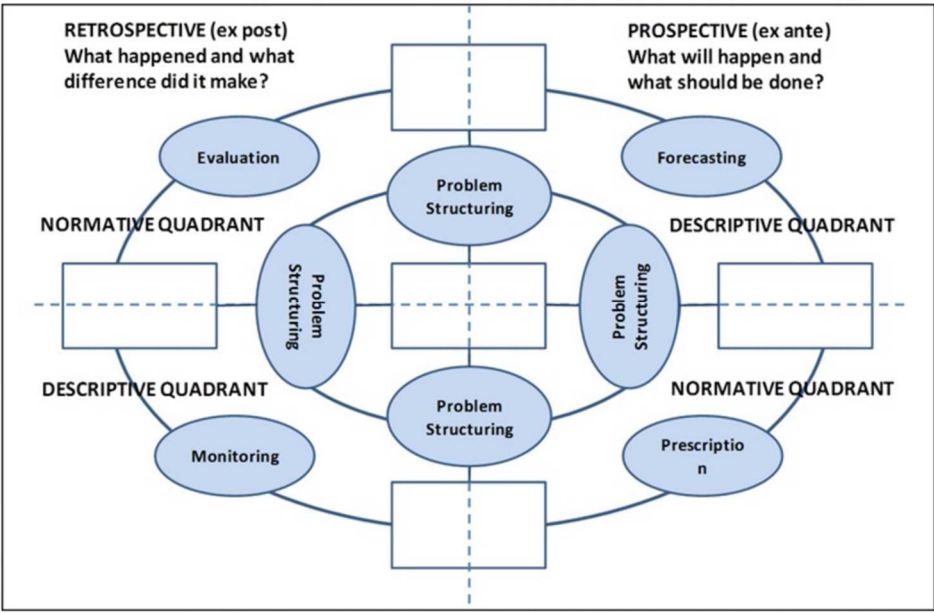 RETROSPECTIVE (ex post)
What happened and what
difference did it make?
PROSPECTIVE (ex ante)
What will happen and
what should be done?
Evaluation
Forecasting
Problem
Structuring
NORMATIVE QUADRANT
DESCRIPTIVE QUADRANT
Problem
Structuring
Problem
Structuring
DESCRIPTIVE QUADRANT
NORMATIVE QUADRANT
Problem
Structuring
Monitoring
Prescriptio
n